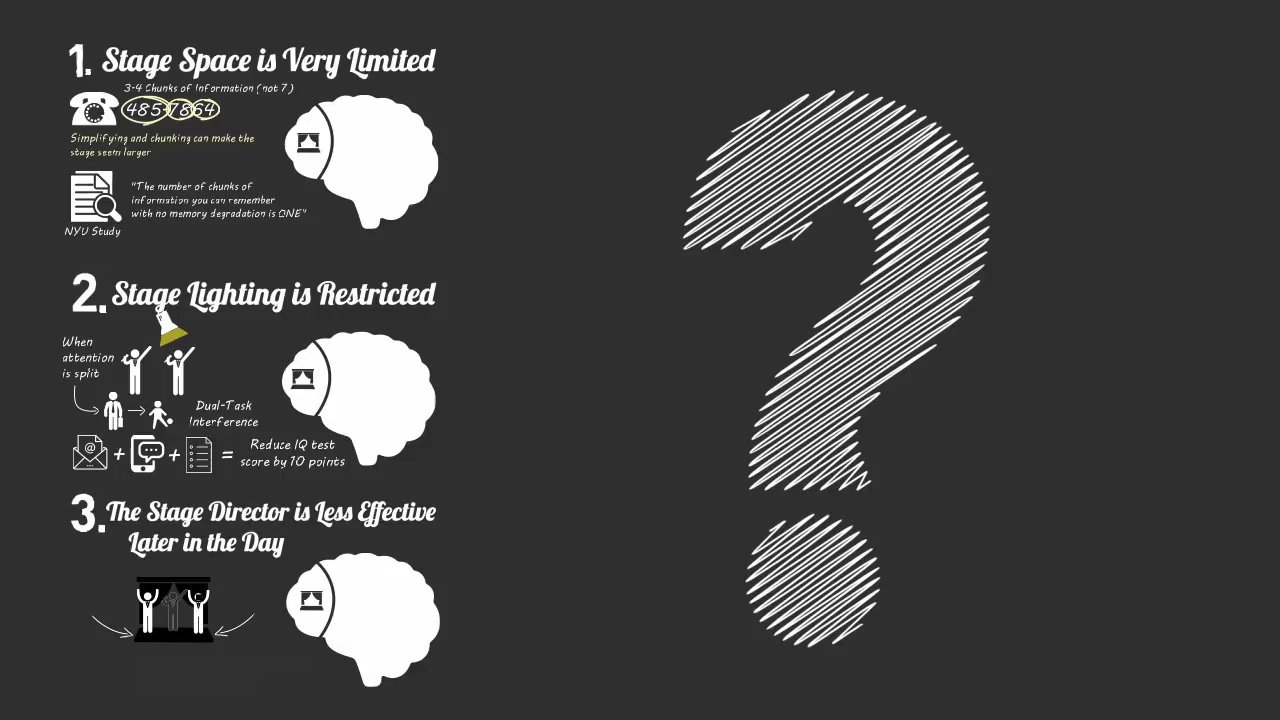 1. Stage Space is Very Limited
3-4 Chunks of Information (not 7)
485-7864
Simplifying and chunking can make the
stage seem larger
"The number of chunks of
information you can remember
with no memory degradation is ONE"
NYU Study
2. Stage Lighting is Restricted
When
attention
is split
Dual-Task
Interference
@
+ + =
Reduce IQ test
score by 10 points
3. The Stage Director is Less Effective
Later in the Day
?